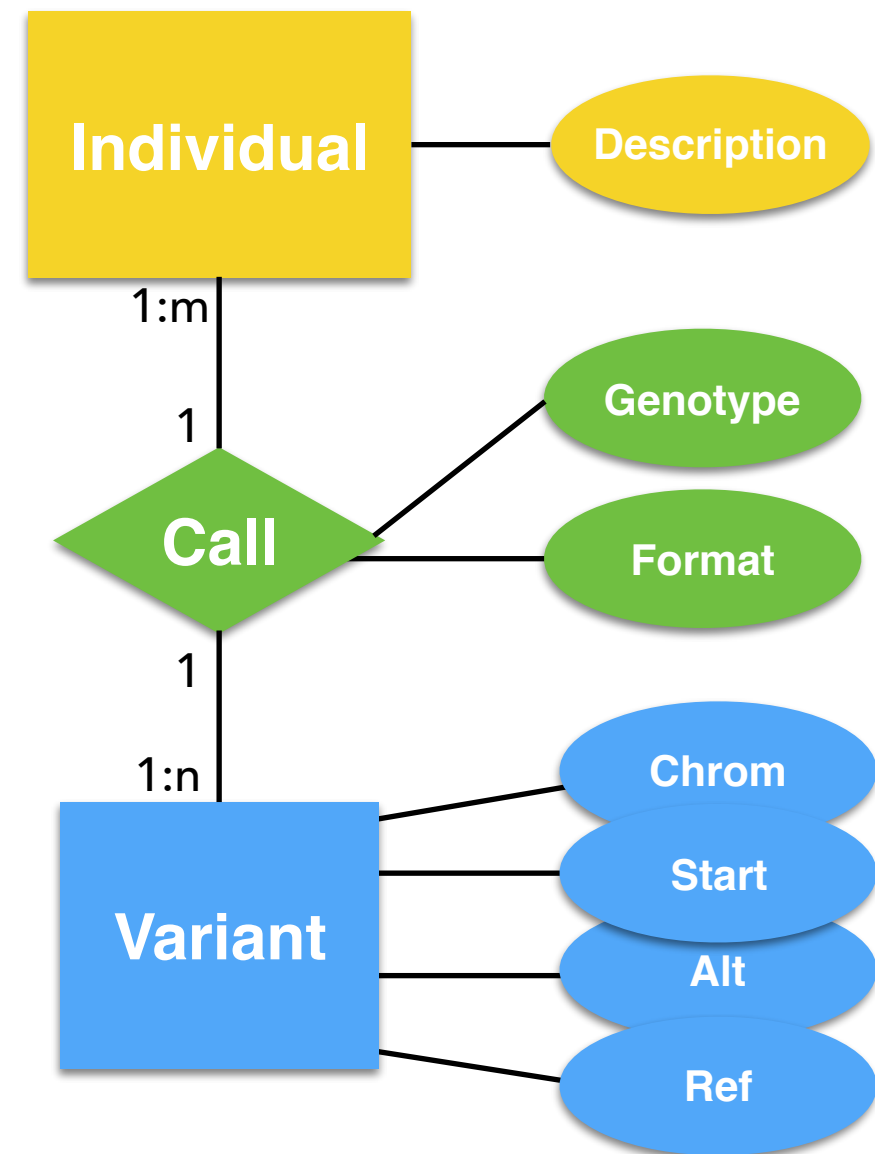 Individual
Description
1:m
1
Genotype
Call
Format
1
1:n
Chrom
Start
Variant
Alt
Ref